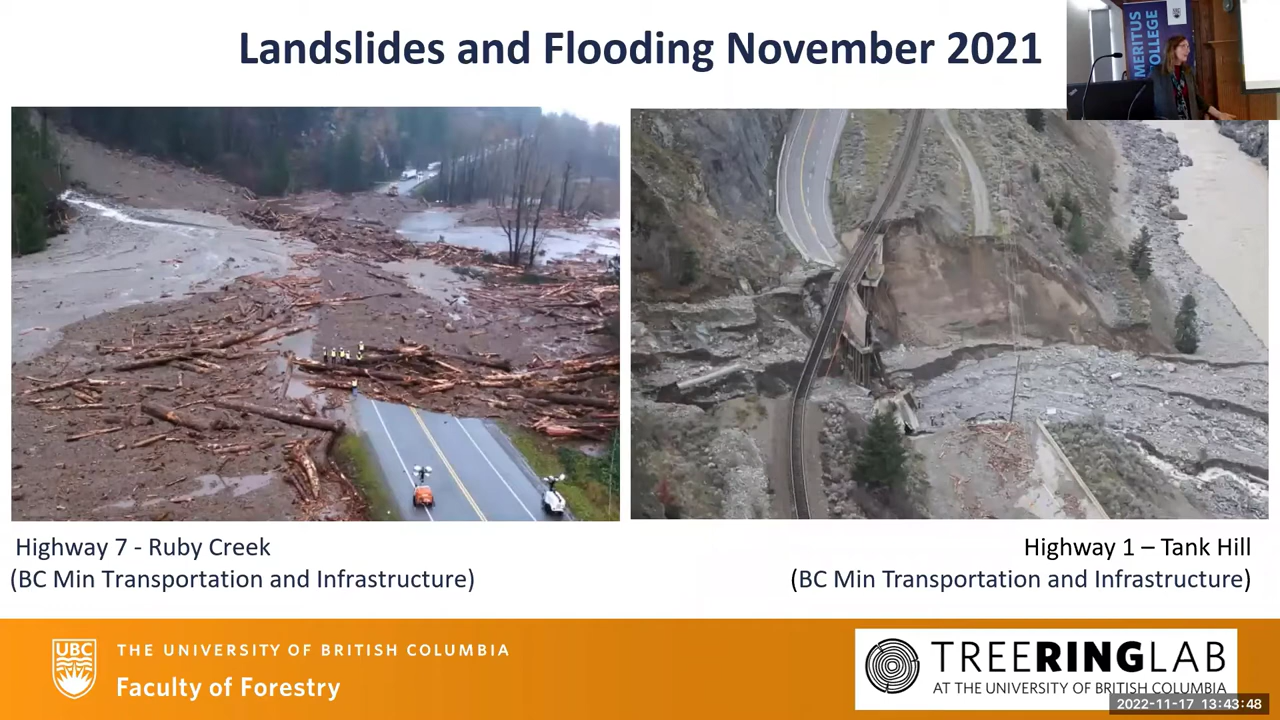 Landslides and Flooding November 2021
MERITUS
COLLEGE
Highway 7 - Ruby Creek
(BC Min Transportation and Infrastructure)
Highway 1 – Tank Hill
(BC Min Transportation and Infrastructure)
UBC
THE UNIVERSITY OF BRITISH COLUMBIA
Faculty of Forestry
TREERINGLAB
AT THE UNIVERSITY OF BRITISH COLUMBIA
2022-11-17 13:43:48